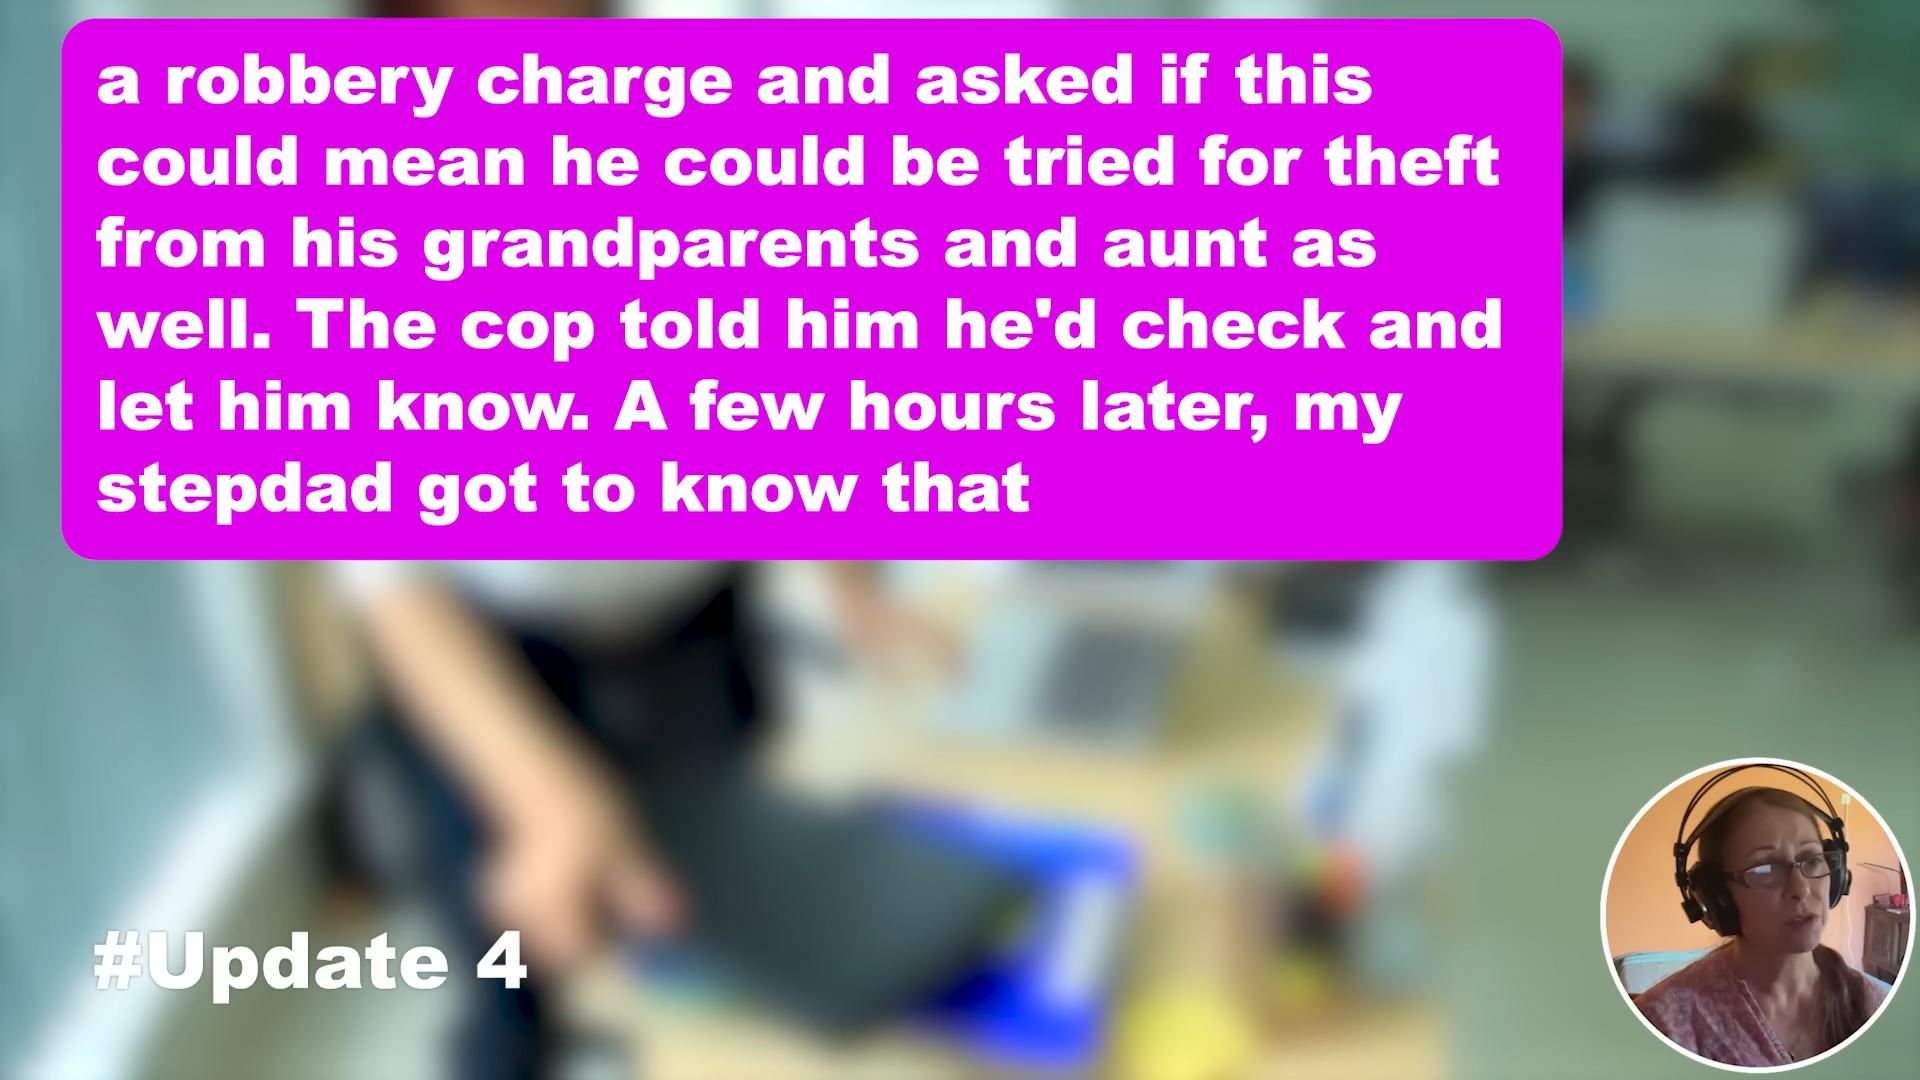 a robbery charge and asked if this
could mean he could be tried for theft
from his grandparents and aunt as
well. The cop told him he'd check and
let him know. A few hours later, my
stepdad got to know that
#Update 4